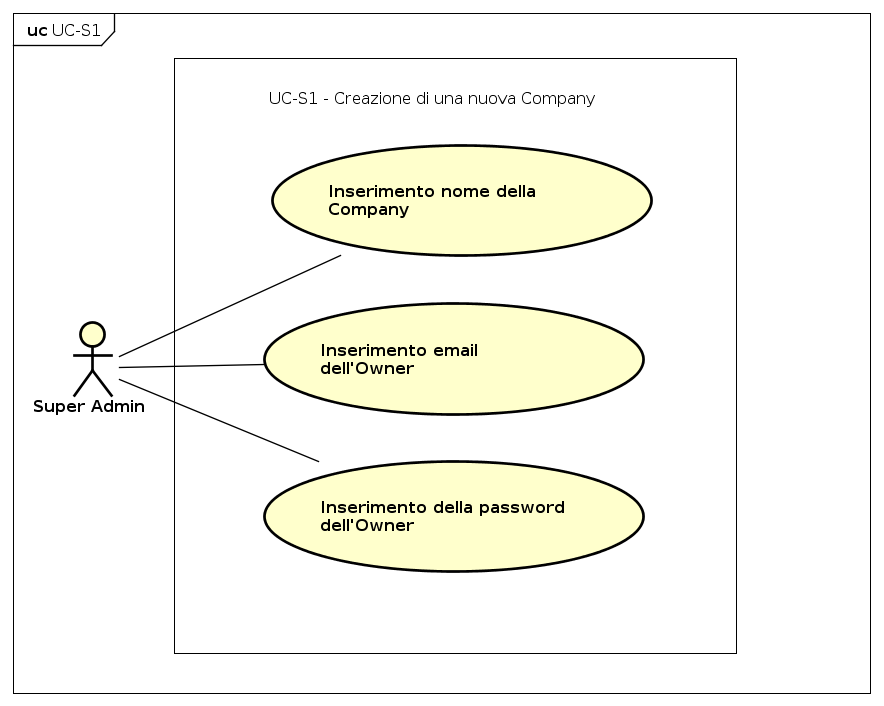 uc UC-S1
UC-S1 - Creazione di una nuova Company
Inserimento nome della
Company
Inserimento email
dell'Owner
Super Admin
Inserimento della password
dell'Owner